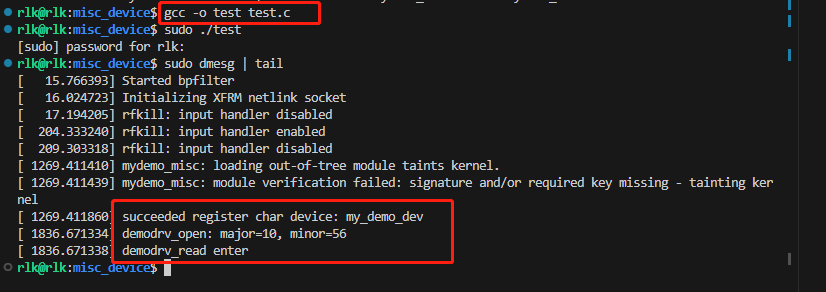 rlk@rlk:misc_device$ gcc -o test test.c
rlk@rlk:misc_device$ sudo ./test
[sudo] password for rlk:
rlk@rlk:misc_device$ sudo dmesg | tail
[   15.766393] Started bpfilter
[   16.024723] Initializing XFRM netlink socket
[   17.194205] rfkill: input handler disabled
[  204.333240] rfkill: input handler enabled
[  209.303318] rfkill: input handler disabled
[ 1269.411410] mydemo_misc: loading out-of-tree module taints kernel.
[ 1269.411439] mydemo_misc: module verification failed: signature and/or required key missing - tainting ker
nel
[ 1269.411860] succeeded register char device: my_demo_dev
[ 1836.671334] demodrv_open: major=10, minor=56
[ 1836.671338] demodrv_read enter
rlk@rlk:misc_device$